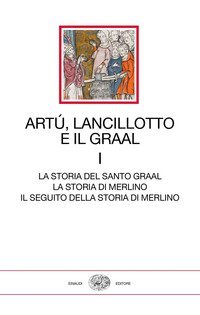 ARTÚ, LANCILLOTTO
E IL GRAAL
I
LA STORIA DEL SANTO GRAAL
LA STORIA DI MERLINO
IL SEGUITO DELLA STORIA DI MERLINO
EINAUDI EDITORE